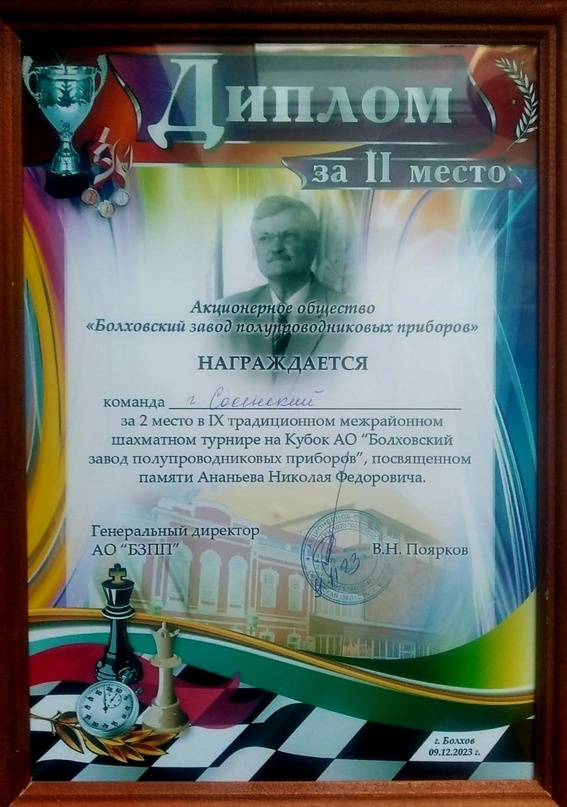 Диплом
за II место
Акционерное общество
«Болховский завод полупроводниковых приборов»
НАГРАЖДАЕТСЯ
команда г Сосенский
за 2 место в IX традиционном межрайонном
шахматном турнире на Кубок АО “Болховский
завод полупроводниковых приборов”, посвященном
памяти Ананьева Николая Федоровича.
Генеральный директор
АО “БЗПП”
В.Н. Поярков
г. Болхов
09.12.2023 г.